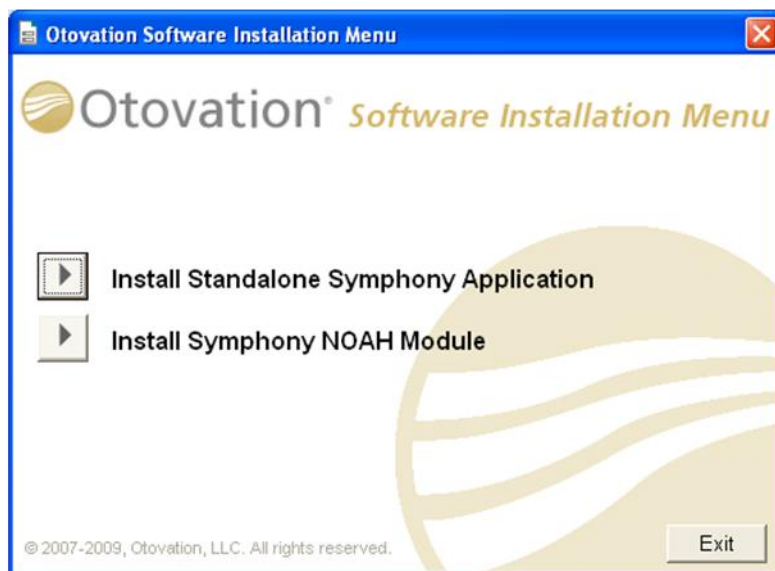 Otovation Software Installation Menu
Otovation® Software Installation Menu
Install Standalone Symphony Application
Install Symphony NOAH Module
© 2007-2009, Otovation, LLC. All rights reserved.
Exit